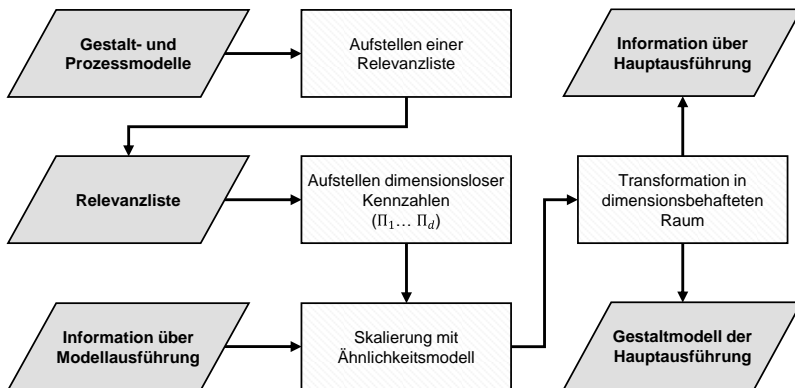 Gestalt- und
Prozessmodelle
Aufstellen einer
Relevanzliste
Information über
Hauptausführung
Relevanzliste
Aufstellen dimensionsloser
Kennzahlen
(Π₁… Π_d)
Transformation in
dimensionsbehafteten
Raum
Information über
Modellausführung
Skalierung mit
Ähnlichkeitsmodell
Gestaltmodell der
Hauptausführung